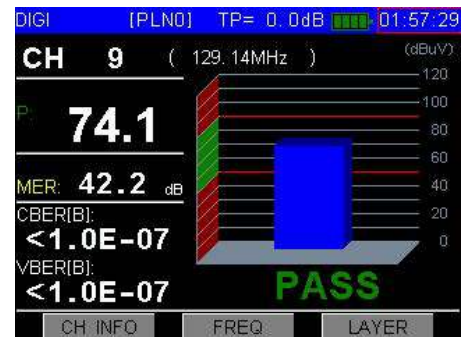 DIGI [PLN0] TP= 0.0dB 01:57:29
CH 9 ( 129.14MHz ) (dBuV)
120
100
P: 74.1
80
60
MER: 42.2 dB
40
CBER[B]:
20
<1.0E-07
0
VBER[B]:
<1.0E-07
PASS
CH INFO FREQ LAYER